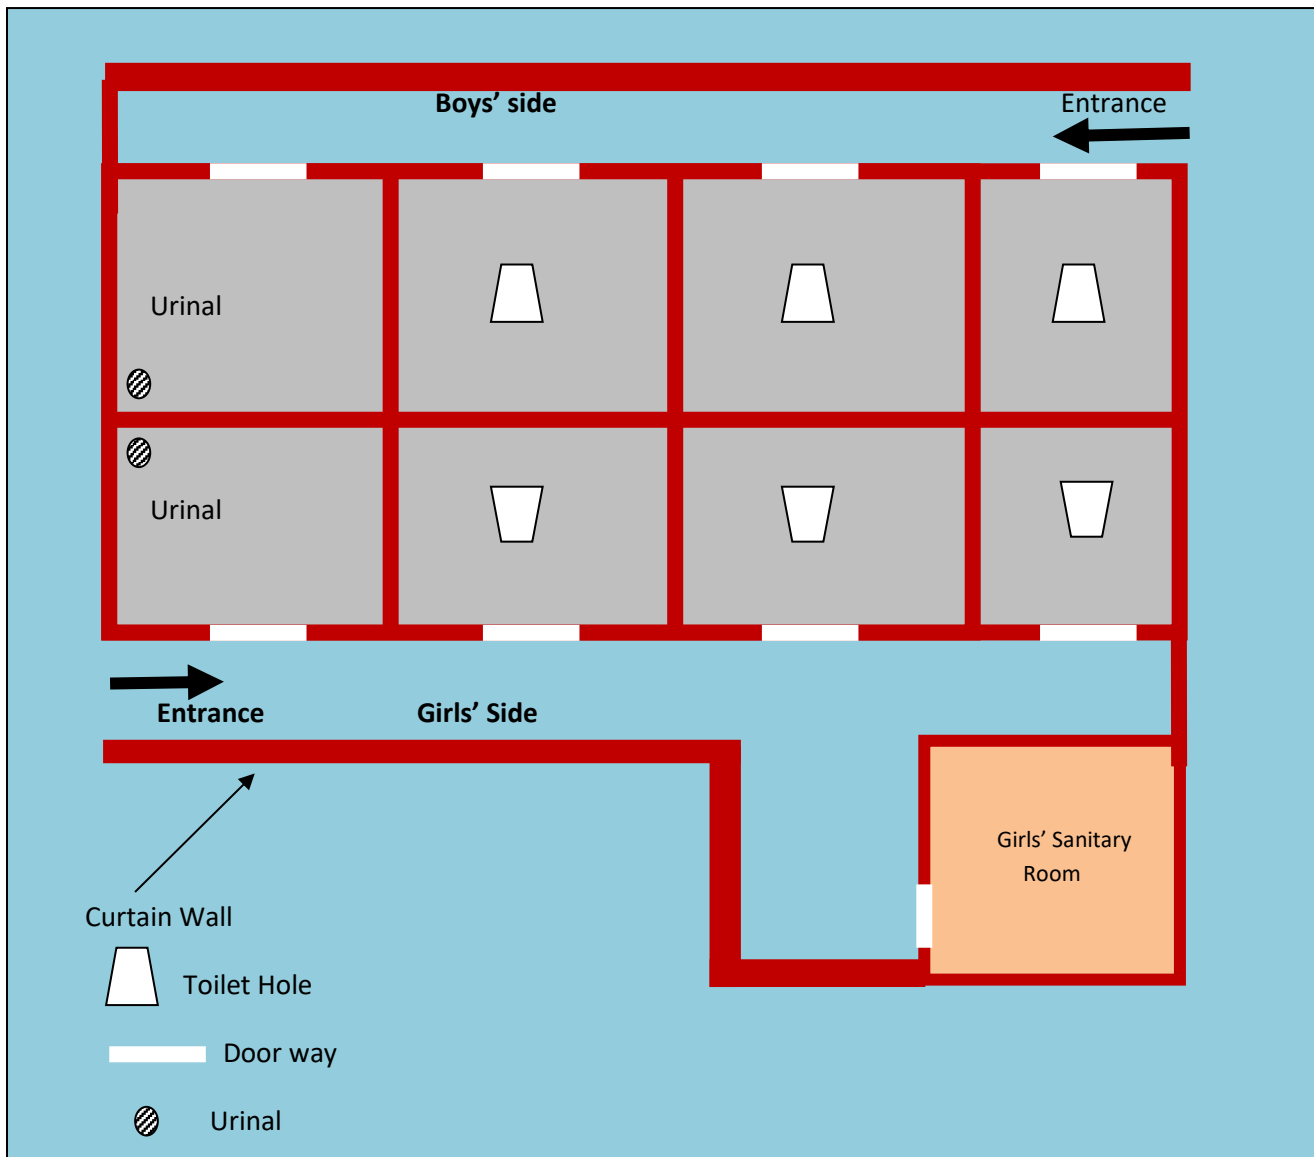 Boys’ side
Entrance
Urinal
Urinal
Entrance
Girls’ Side
Girls’ Sanitary
Room
Curtain Wall
Toilet Hole
Door way
Urinal